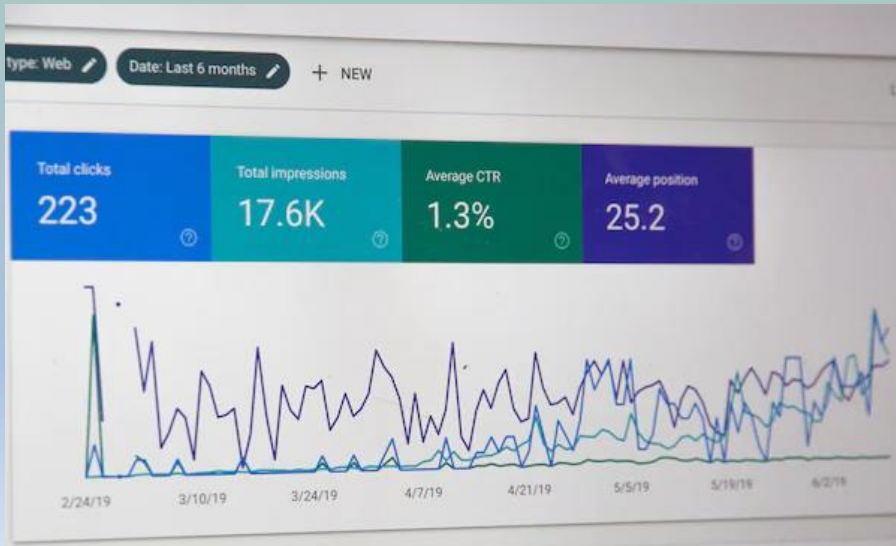 type: Web
Date: Last 6 months
+ NEW
Total clicks
223
Total impressions
17.6K
Average CTR
1.3%
Average position
25.2
2/24/19
3/10/19
3/24/19
4/7/19
4/21/19
5/5/19
5/19/19
6/2/19